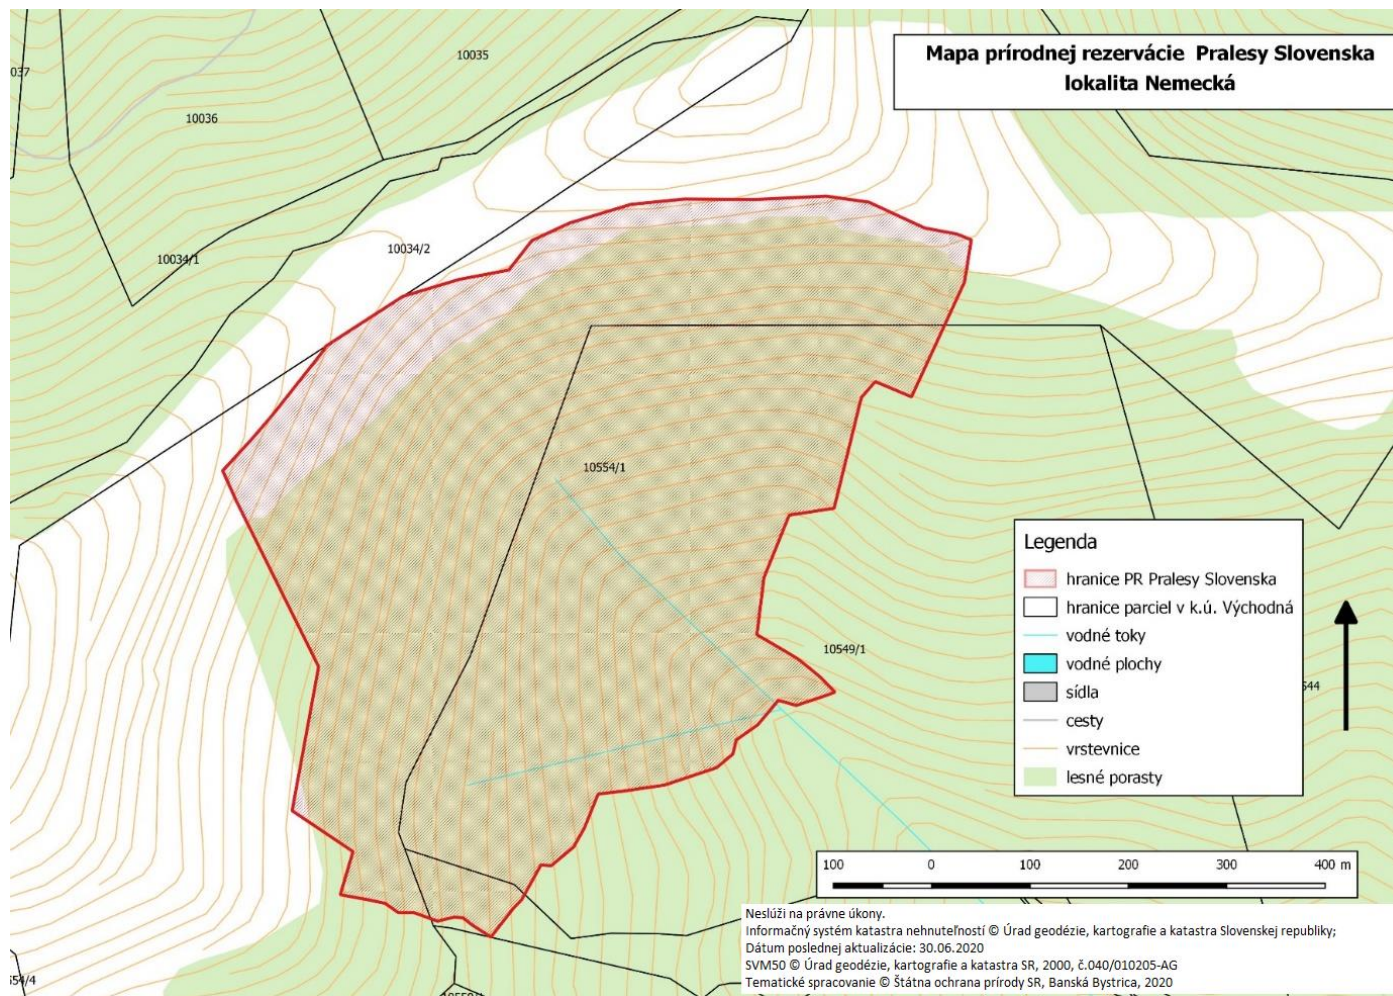 Mapa prírodnej rezervácie Pralesy Slovenska
lokalita Nemecká
10035
10036
10034/2
10034/1
10554/1
10549/1
Legenda
hranice PR Pralesy Slovenska
hranice parciel v k.ú. Východná
vodné toky
vodné plochy
sídla
cesty
vrstevnice
lesné porasty
100 0 100 200 300 400 m
Neslúži na právne úkony.
Informačný systém katastra nehnuteľností © Úrad geodézie, kartografie a katastra Slovenskej republiky;
Dátum poslednej aktualizácie: 30.06.2020
SVM50 © Úrad geodézie, kartografie a katastra SR, 2000, č.040/010205-AG
Tematické spracovanie © Štátna ochrana prírody SR, Banská Bystrica, 2020